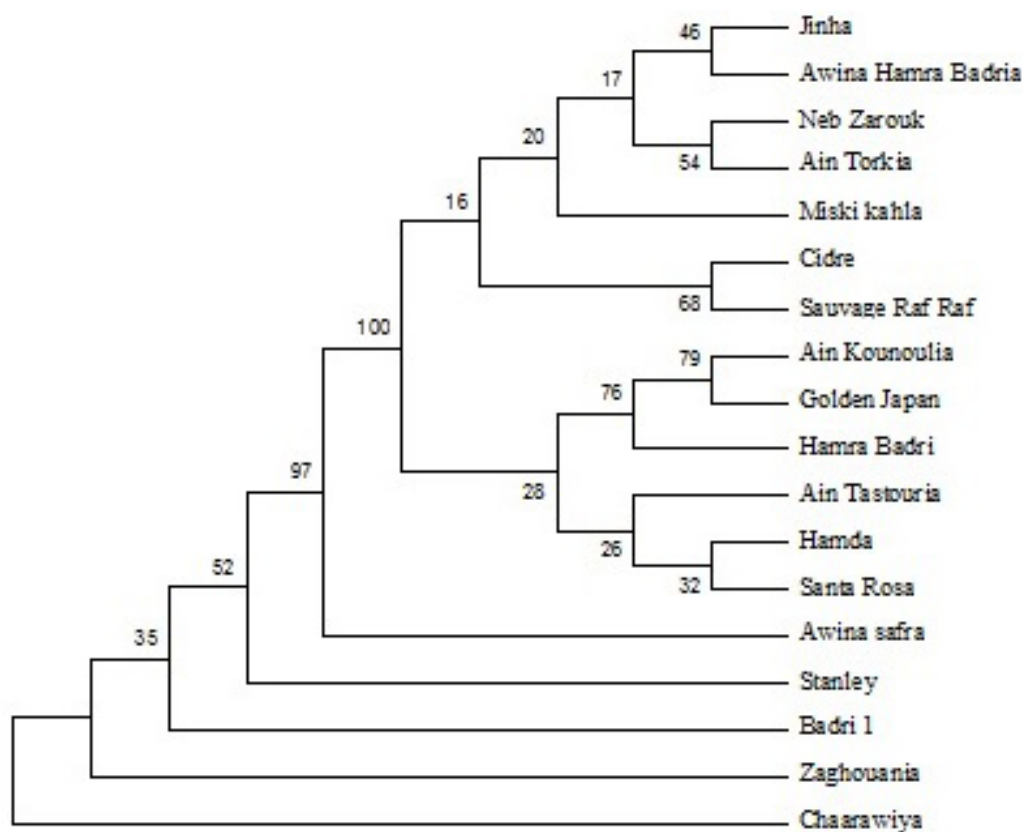 46
Jinha
Awina Hamra Badria
17
Neb Zarouk
20
54
Ain Torkia
16
Miski kahla
Cidre
68
Sauvage Raf Raf
100
Ain Kounoulia
79
76
Golden Japan
Hamra Badri
97
28
Ain Tastouria
26
Hamda
52
32
Santa Rosa
35
Awina safra
Stanley
Badri 1
Zaghouania
Chaarawiya